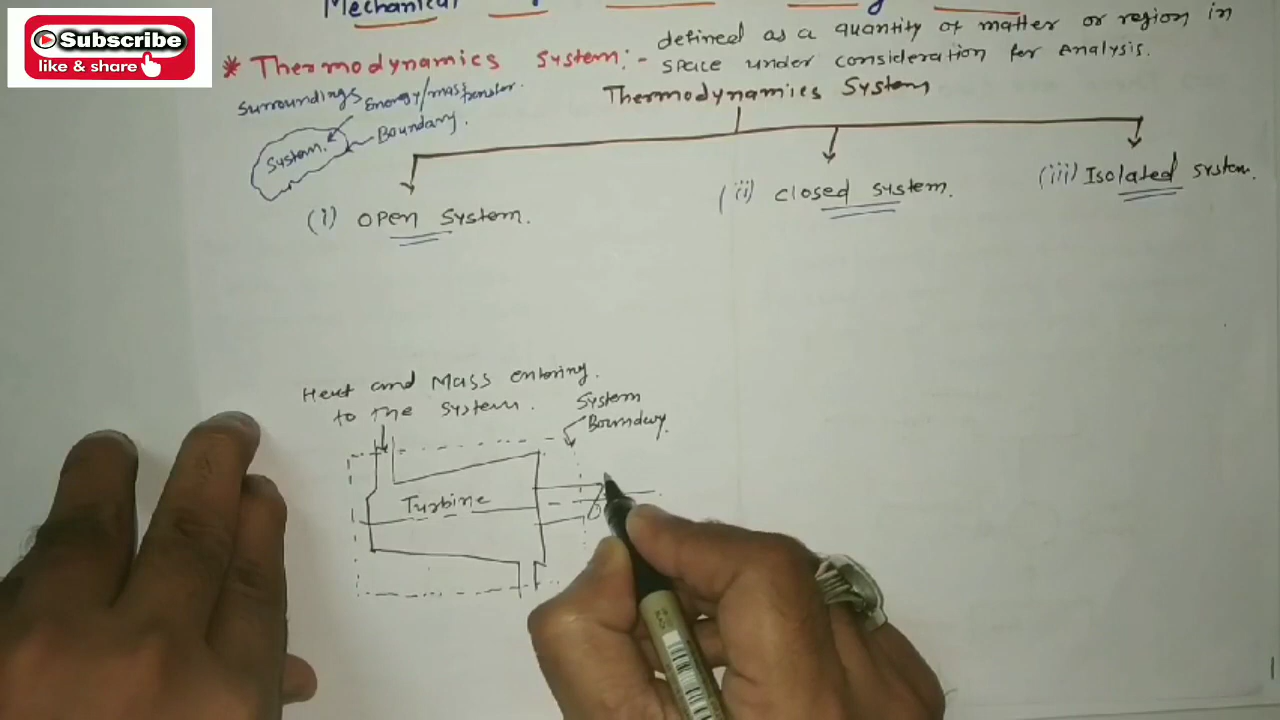 Subscribe
like & share
Mechanical
* Thermodynamics System:- defined as a quantity of matter or region in
space under consideration for Analysis.
Surroundings Energy/mass transfer.
Boundary.
System.
Thermodynamics System
(i) OPen System.
(ii) closed system.
(iii) Isolated system.
Heat and Mass entering
to the system.
System
Boundary.
Turbine